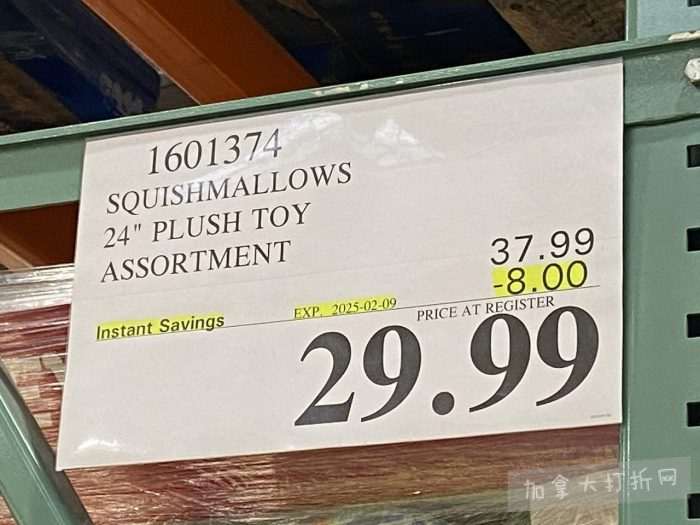 1601374
SQUISHMALLOWS
24" PLUSH TOY
ASSORTMENT
37.99
-8.00
Instant Savings
EXP. 2025-02-09
PRICE AT REGISTER
29.99
加拿大打折网